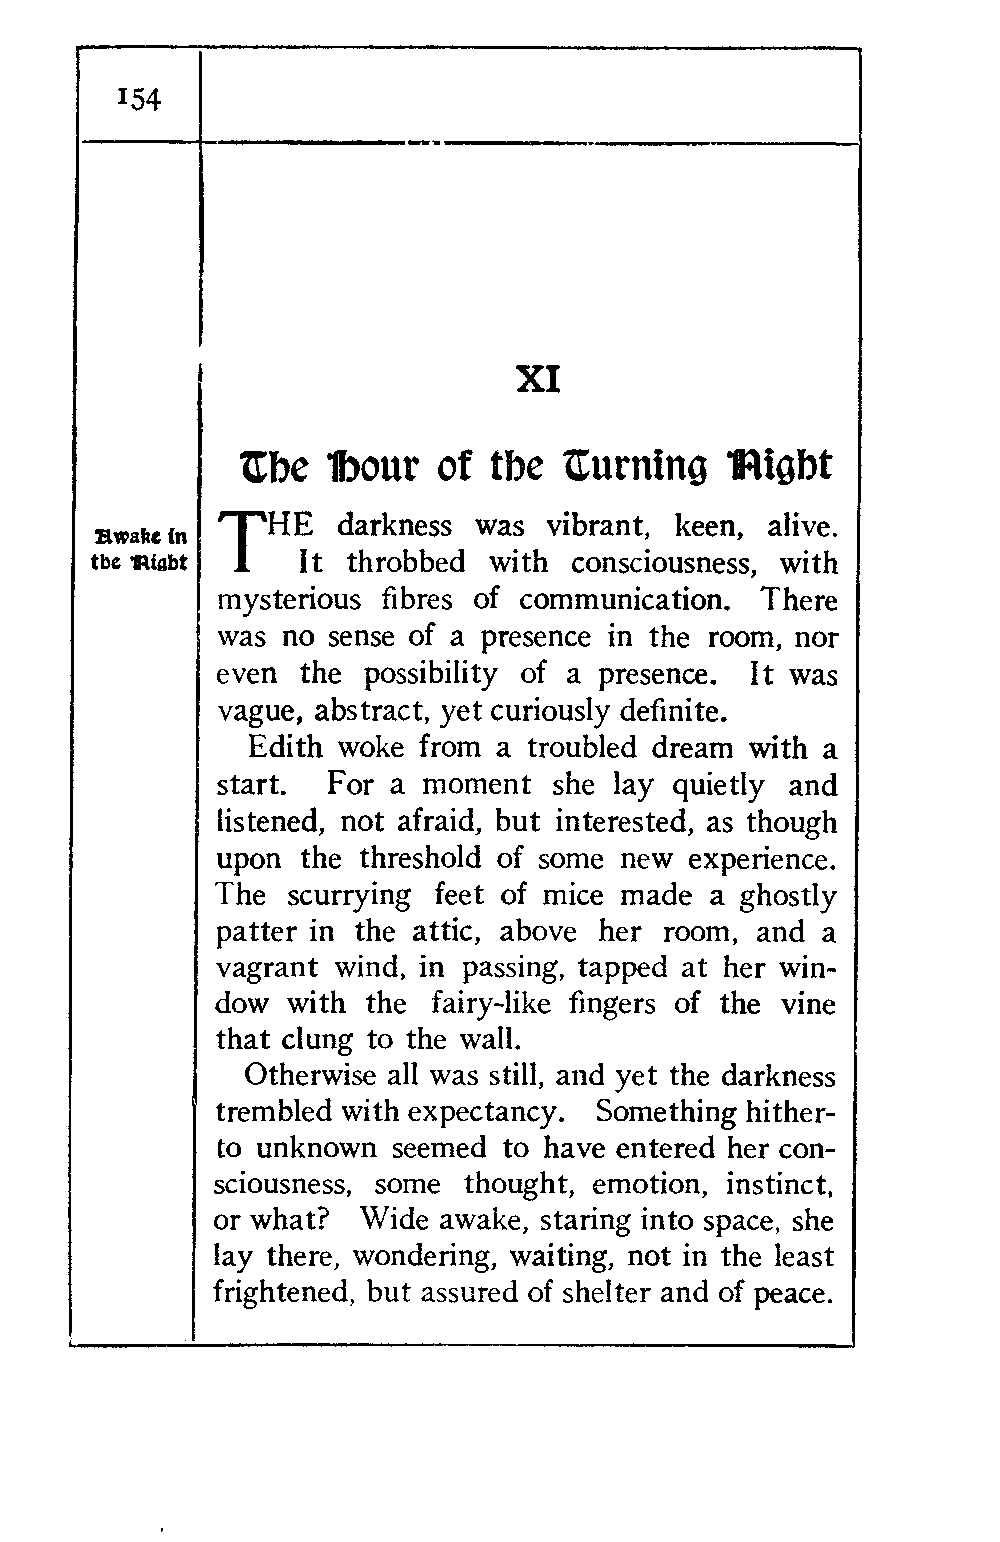 154
XI
The Hour of the Turning Night
Awake in
the Night
THE darkness was vibrant, keen, alive.
It throbbed with consciousness, with
mysterious fibres of communication. There
was no sense of a presence in the room, nor
even the possibility of a presence. It was
vague, abstract, yet curiously definite.
Edith woke from a troubled dream with a
start. For a moment she lay quietly and
listened, not afraid, but interested, as though
upon the threshold of some new experience.
The scurrying feet of mice made a ghostly
patter in the attic, above her room, and a
vagrant wind, in passing, tapped at her win-
dow with the fairy-like fingers of the vine
that clung to the wall.
Otherwise all was still, and yet the darkness
trembled with expectancy. Something hither-
to unknown seemed to have entered her con-
sciousness, some thought, emotion, instinct,
or what? Wide awake, staring into space, she
lay there, wondering, waiting, not in the least
frightened, but assured of shelter and of peace.